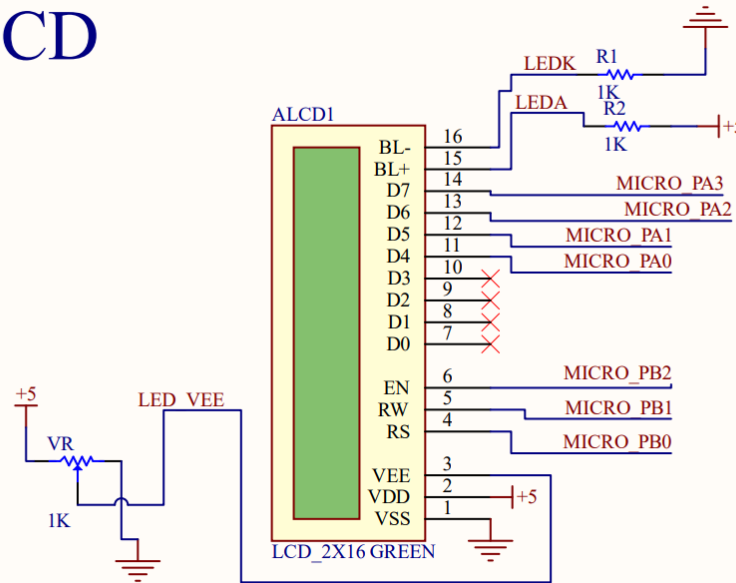 CD
ALCD1
LEDK
R1
1K
LEDA
R2
1K
+5
BL- 16
BL+ 15
D7 14 MICRO_PA3
D6 13 MICRO_PA2
D5 12 MICRO_PA1
D4 11 MICRO_PA0
D3 10
D2 9
D1 8
D0 7
EN 6 MICRO_PB2
RW 5 MICRO_PB1
RS 4 MICRO_PB0
VEE 3
VDD 2 +5
VSS 1
LCD_2X16 GREEN
+5
LED_VEE
VR
1K